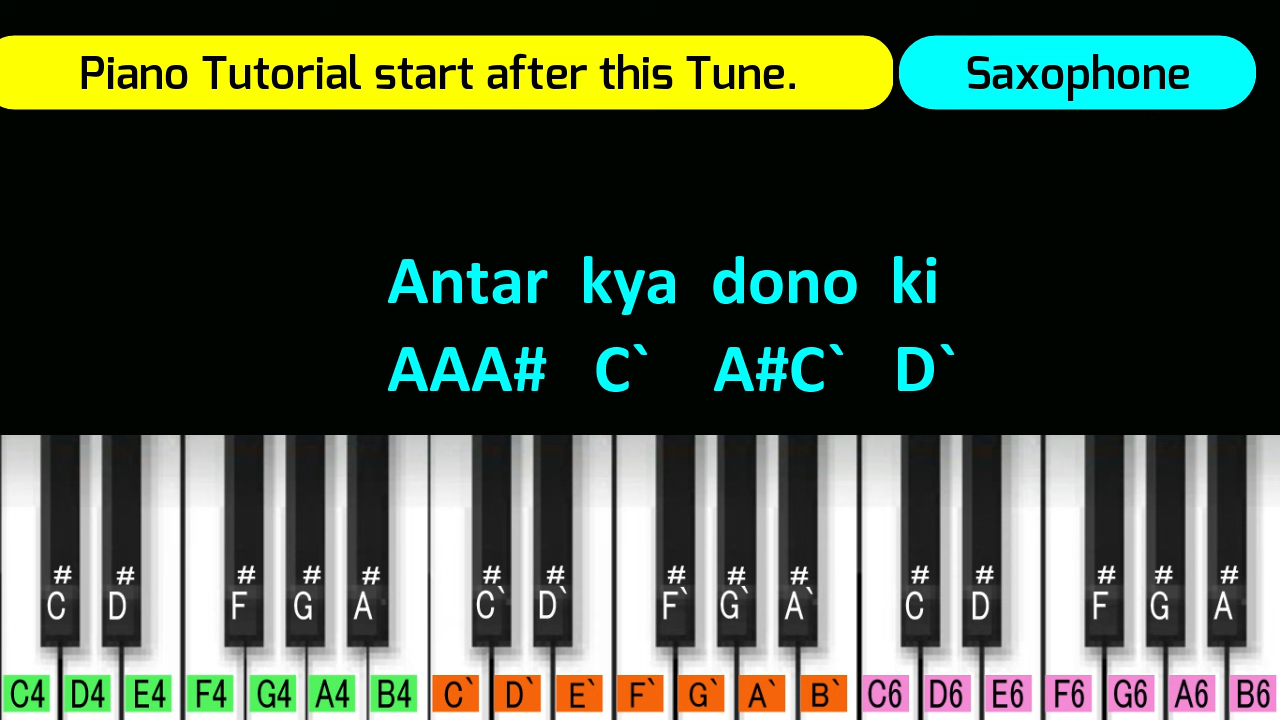 Piano Tutorial start after this Tune. Saxophone
Antar kya dono ki
AAA# C` A#C` D`
# # # # # # # # # # # # # # #
C D F G A C` D` F` G` A` C D F G A
C4 D4 E4 F4 G4 A4 B4 C` D` E` F` G` A` B` C6 D6 E6 F6 G6 A6 B6